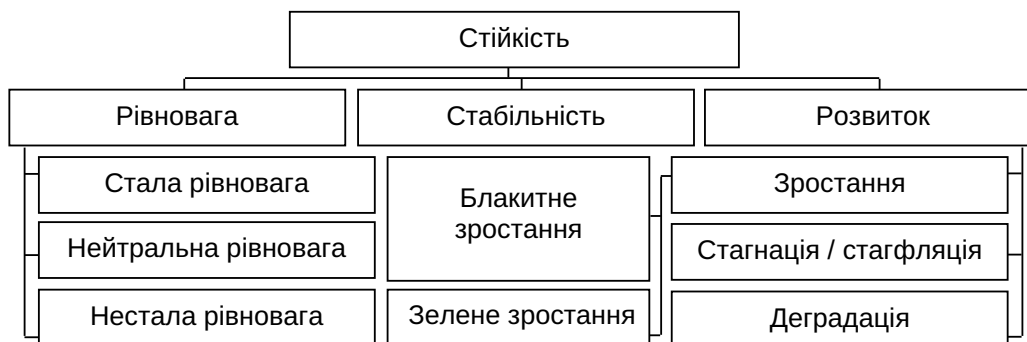 Стійкість
Рівновага
Стабільність
Розвиток
Стала рівновага
Блакитне
зростання
Зростання
Нейтральна рівновага
Стагнація / стагфляція
Нестала рівновага
Зелене зростання
Деградація